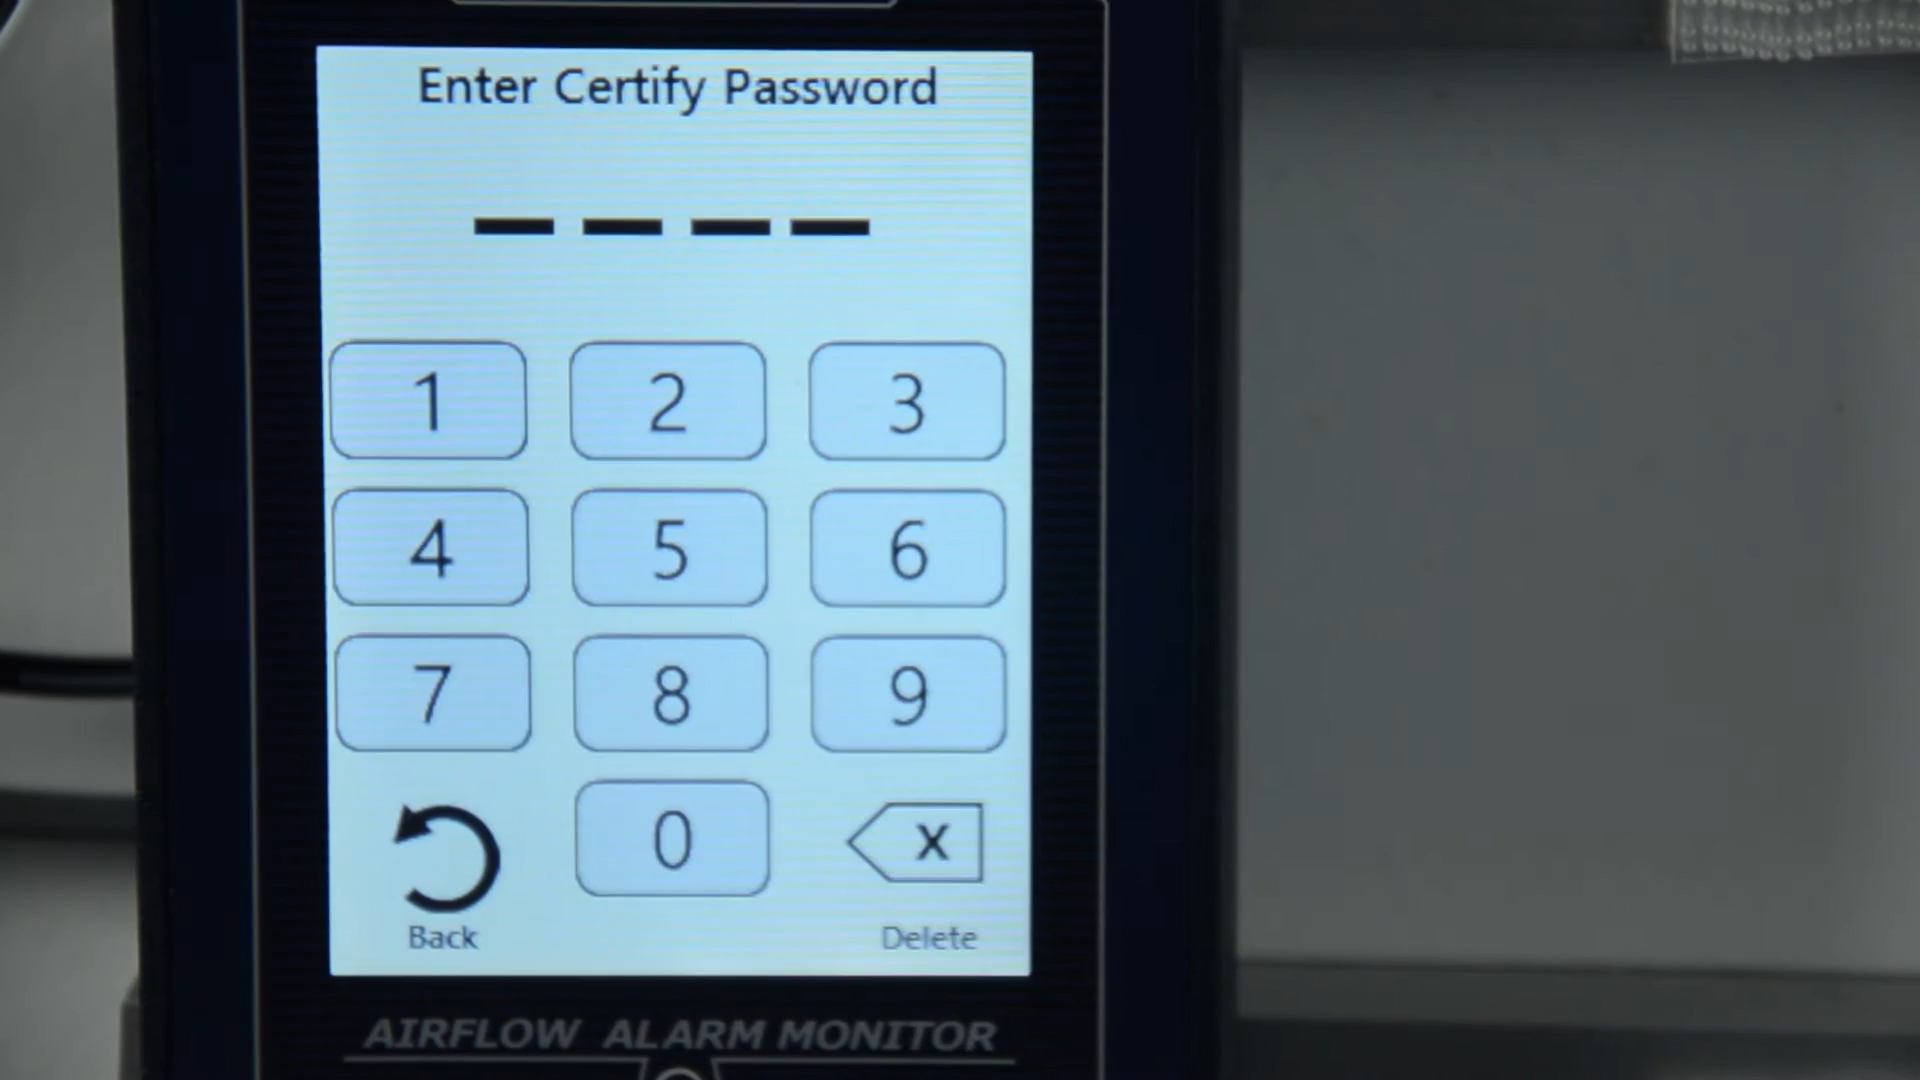 Enter Certify Password
1 2 3
4 5 6
7 8 9
0 X
Back Delete
AIRFLOW ALARM MONITOR